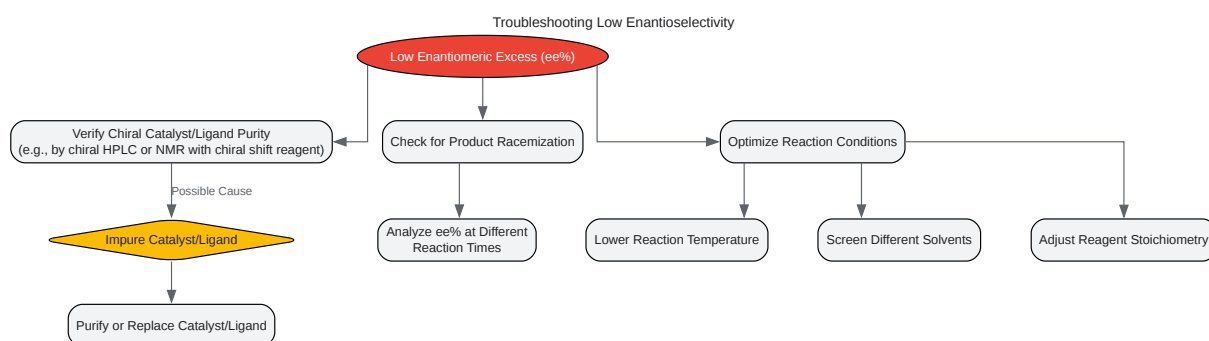 Troubleshooting Low Enantioselectivity
Low Enantiomeric Excess (ee%)
Verify Chiral Catalyst/Ligand Purity
(e.g., by chiral HPLC or NMR with chiral shift reagent)
Check for Product Racemization
Optimize Reaction Conditions
Possible Cause
Impure Catalyst/Ligand
Analyze ee% at Different
Reaction Times
Lower Reaction Temperature
Screen Different Solvents
Adjust Reagent Stoichiometry
Purify or Replace Catalyst/Ligand